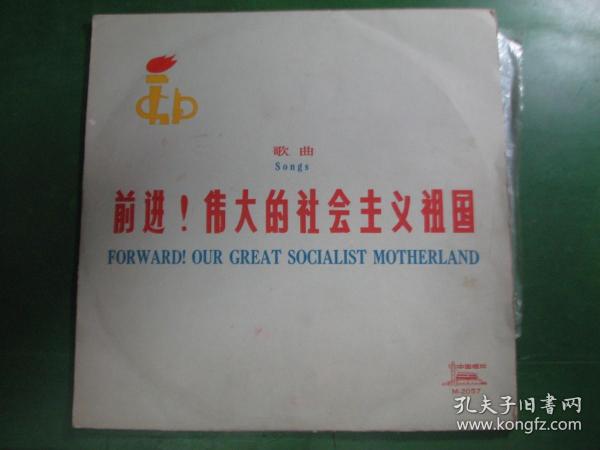 歌曲
Songs
前进！伟大的社会主义祖国
FORWARD! OUR GREAT SOCIALIST MOTHERLAND
中国唱片
M-2057
孔夫子旧书网
www.kongfz.com